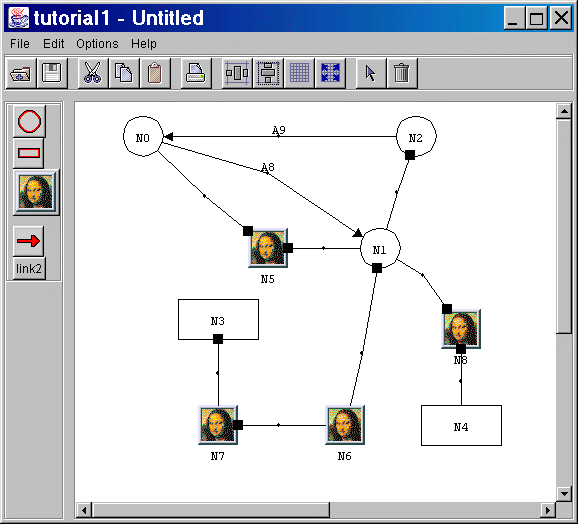 tutorial1 - Untitled
File Edit Options Help
link2
N0
A9
N2
A8
N1
N5
N3
N8
N4
N7
N6